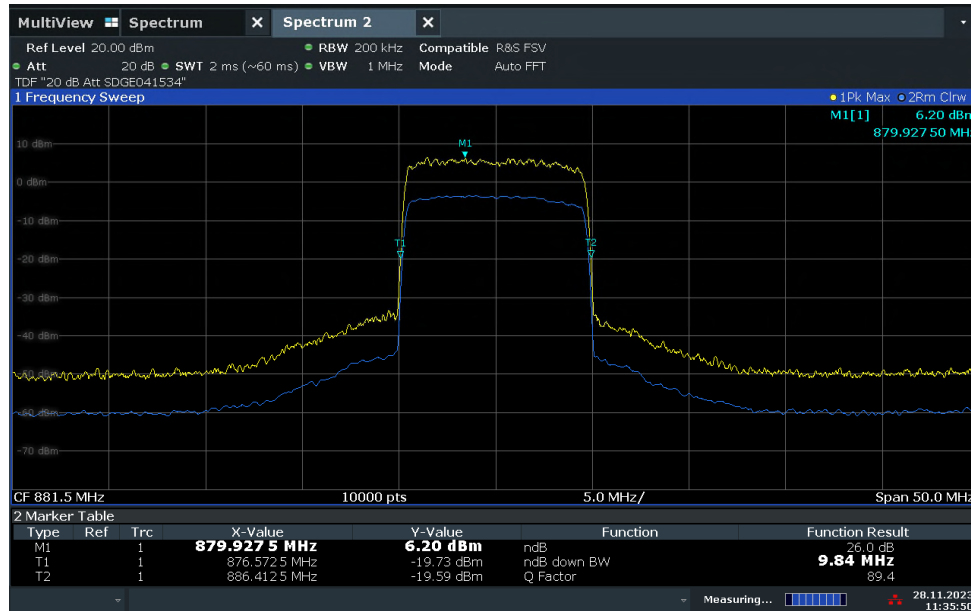 MultiView Spectrum X Spectrum 2 X
Ref Level 20.00 dBm RBW 200 kHz Compatible R&S FSV
Att 20 dB SWT 2 ms (~60 ms) VBW 1 MHz Mode Auto FFT
TDF "20 dB Att SDGE041534"
1 Frequency Sweep 1Pk Max 2Rm Clrw
M1[1] 6.20 dBm
879.927 50 MHz
M1
10 dBm
0 dBm
-10 dBm
T1 T2
-20 dBm
-30 dBm
-40 dBm
-50 dBm
-60 dBm
-70 dBm
CF 881.5 MHz 10000 pts 5.0 MHz/ Span 50.0 MHz
2 Marker Table
Type Ref Trc X-Value Y-Value Function Function Result
M1 1 879.927 5 MHz 6.20 dBm ndB 26.0 dB
T1 1 876.572 5 MHz -19.73 dBm ndB down BW 9.84 MHz
T2 1 886.412 5 MHz -19.59 dBm Q Factor 89.4
Measuring... 28.11.2023
11:35:50